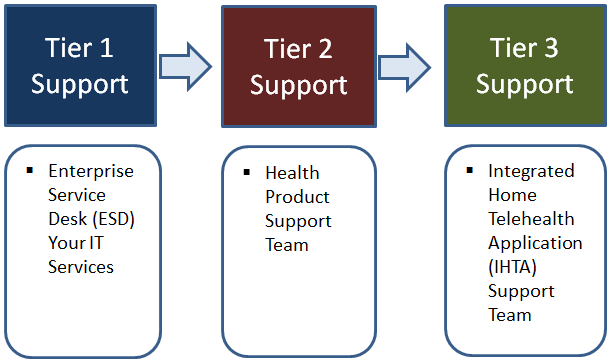 Tier 1
Support
Tier 2
Support
Tier 3
Support
▪ Enterprise
Service
Desk (ESD)
Your IT
Services
▪ Health
Product
Support
Team
▪ Integrated
Home
Telehealth
Application
(IHTA)
Support
Team